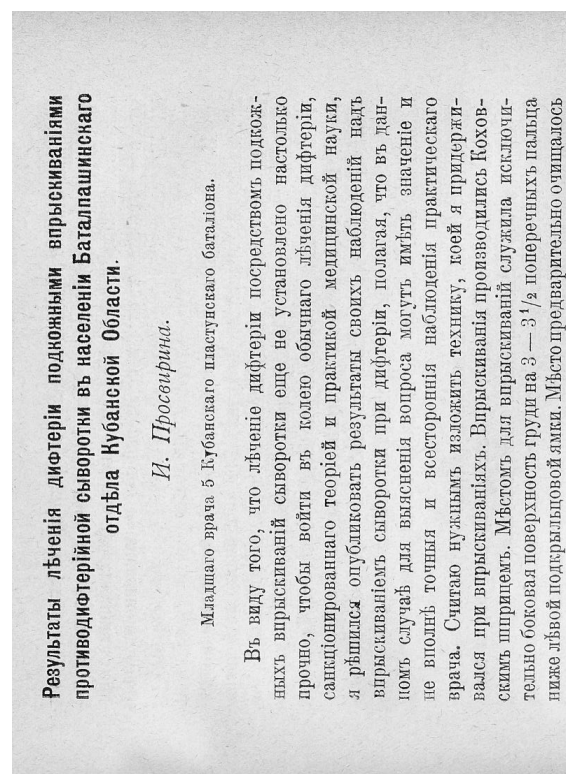 Результаты лѣченія дифтеріи подкожными впрыскиваніями
противодифтерійной сыворотки въ населеніи Баталпашинскаго
отдѣла Кубанской Области.
И. Просвирина.
Младшаго врача 5 Кубанскаго пластунскаго баталіона.
Въ виду того, что лѣченіе дифтеріи посредствомъ подкож-
ныхъ впрыскиваній сыворотки еще не установлено настолько
прочно, чтобы войти въ колею обычнаго лѣченія дифтеріи,
санкціонированнаго теоріей и практикой медицинской науки,
я рѣшился опубликовать результаты своихъ наблюденій надъ
впрыскиваніемъ сыворотки при дифтеріи, полагая, что въ дан-
номъ случаѣ для выясненія вопроса могутъ имѣть значеніе и
не вполнѣ точныя и всестороннія наблюденія практическаго
врача. Считаю нужнымъ изложить технику, коей я придержи-
вался при впрыскиваніяхъ. Впрыскиванія производились Кохов-
скимъ шприцемъ. Мѣстомъ для впрыскиваній служила исключи-
тельно боковая поверхность груди на 3 — 3 1/2 поперечныхъ пальца
ниже лѣвой подкрыльцовой ямки. Мѣсто предварительно очищалось